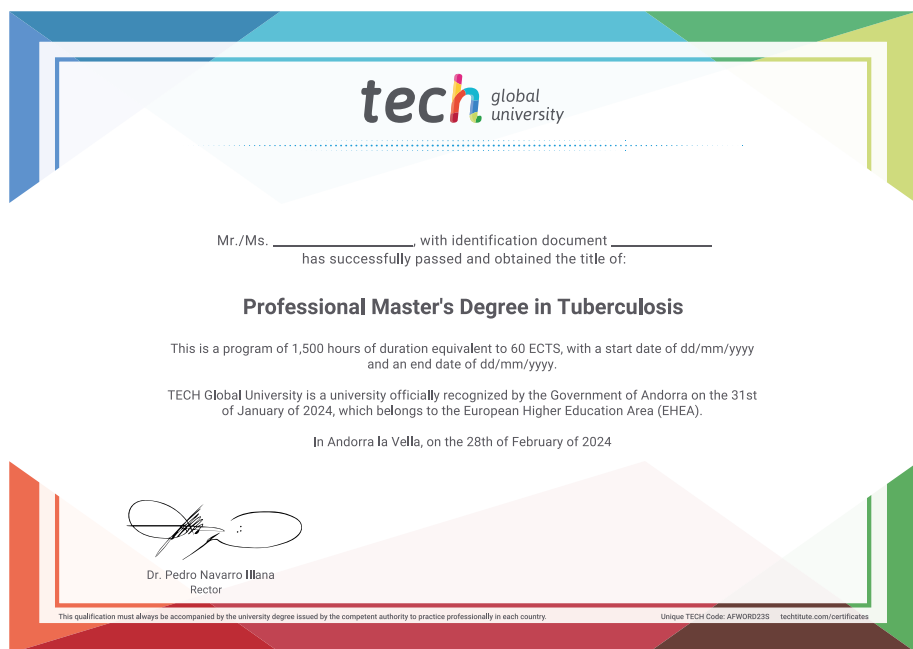 tech global
university
Mr./Ms. ____________________, with identification document ______________
has successfully passed and obtained the title of:
Professional Master's Degree in Tuberculosis
This is a program of 1,500 hours of duration equivalent to 60 ECTS, with a start date of dd/mm/yyyy
and an end date of dd/mm/yyyy.
TECH Global University is a university officially recognized by the Government of Andorra on the 31st
of January of 2024, which belongs to the European Higher Education Area (EHEA).
In Andorra la Vella, on the 28th of February of 2024
Dr. Pedro Navarro Illana
Rector
This qualification must always be accompanied by the university degree issued by the competent authority to practice professionally in each country. Unique TECH Code: AFWORD23S techtitute.com/certificates